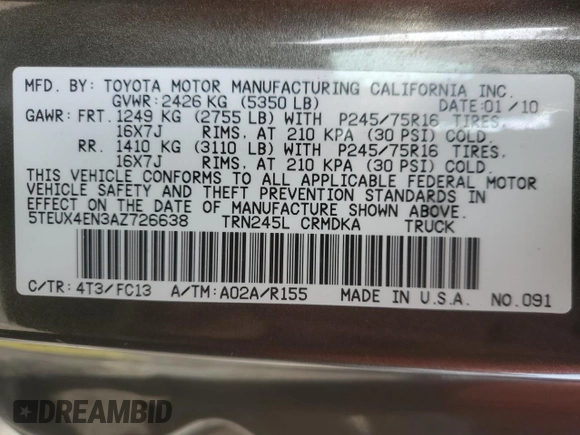 MFD. BY: TOYOTA MOTOR MANUFACTURING CALIFORNIA INC.
GVWR: 2426 KG (5350 LB) DATE: 01/10
GAWR: FRT. 1249 KG (2755 LB) WITH P245/75R16 TIRES.
16X7J RIMS. AT 210 KPA (30 PSI) COLD.
RR. 1410 KG (3110 LB) WITH P245/75R16 TIRES.
16X7J RIMS. AT 210 KPA (30 PSI) COLD.
THIS VEHICLE CONFORMS TO ALL APPLICABLE FEDERAL MOTOR
VEHICLE SAFETY AND THEFT PREVENTION STANDARDS IN
EFFECT ON THE DATE OF MANUFACTURE SHOWN ABOVE.
5TEUX4EN3AZ726638 TRN245L CRMDKA TRUCK
C/TR: 4T3/FC13 A/TM: A02A/R155 MADE IN U.S.A. NO.091
DREAMBID